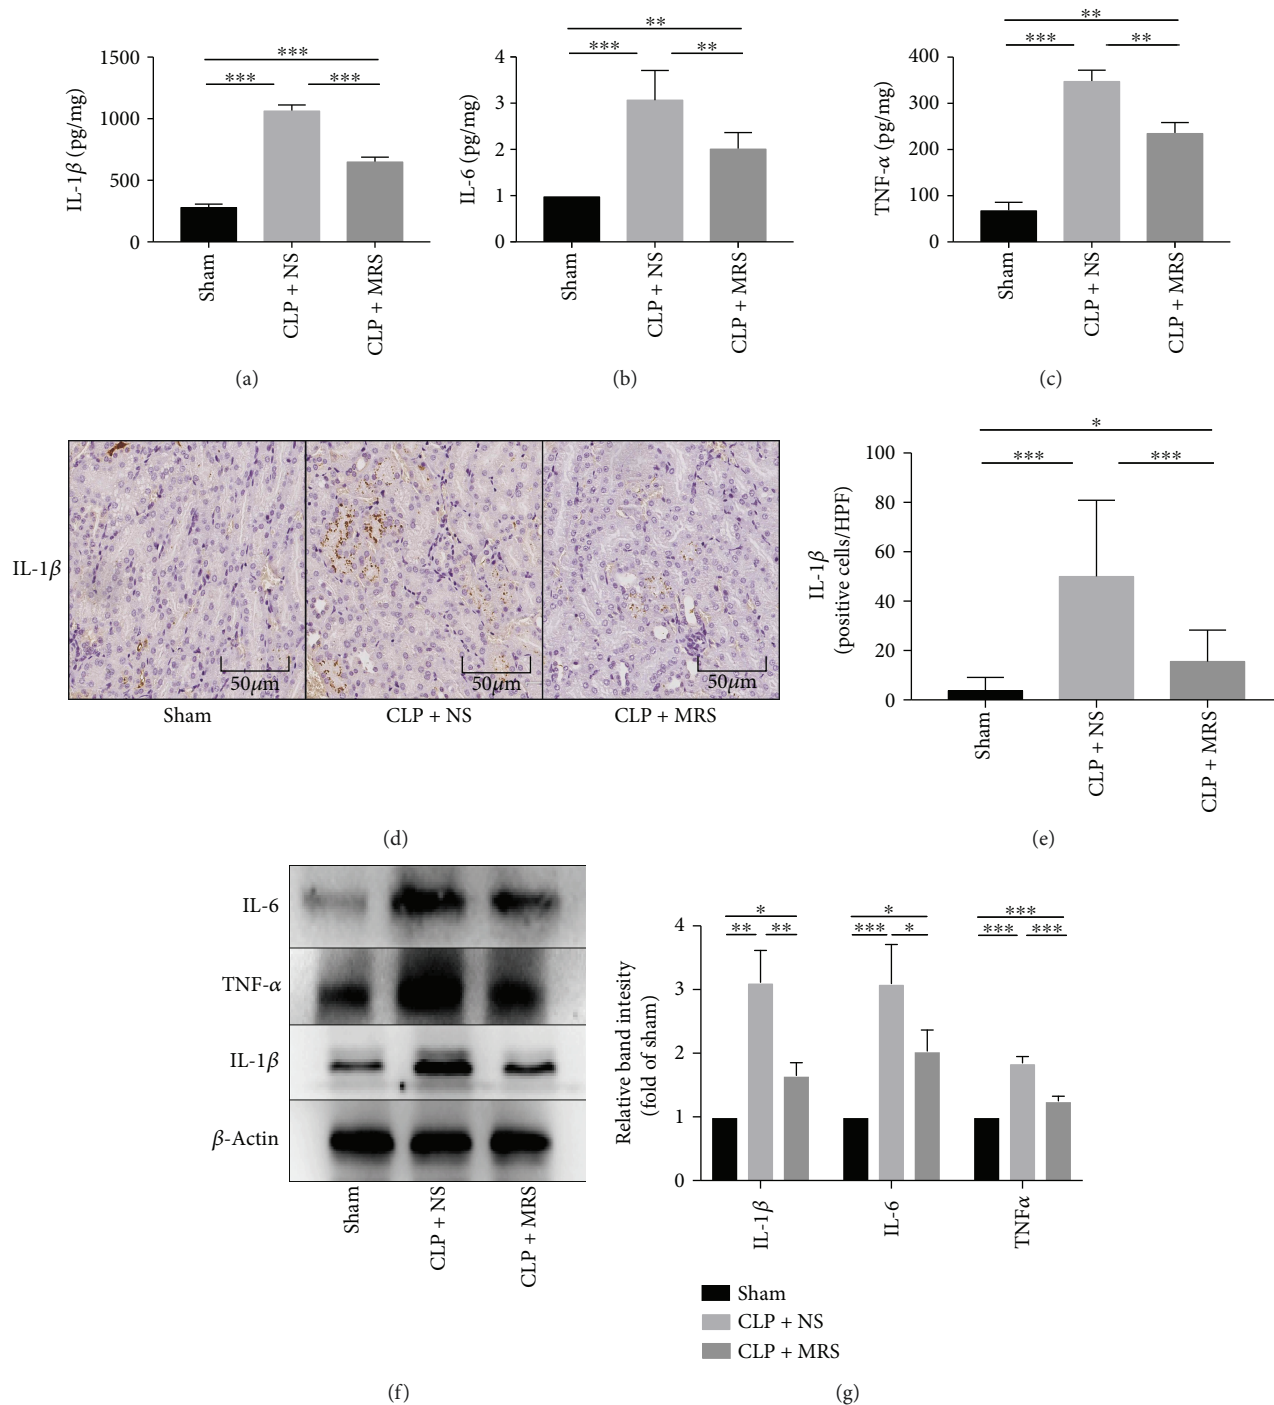 ***
***
***
1500
1000
500
0
IL-1β (pg/mg)
Sham
CLP + NS
CLP + MRS
(a)
**
***
**
4
3
2
1
0
IL-6 (pg/mg)
Sham
CLP + NS
CLP + MRS
(b)
**
***
**
400
300
200
100
0
TNF-α (pg/mg)
Sham
CLP + NS
CLP + MRS
(c)
IL-1β
50μm
50μm
50μm
Sham
CLP + NS
CLP + MRS
(d)
*
***
***
100
80
60
40
20
0
IL-1β
(positive cells/HPF)
Sham
CLP + NS
CLP + MRS
(e)
IL-6
TNF-α
IL-1β
β-Actin
Sham
CLP + NS
CLP + MRS
(f)
*
**
**
*
***
*
***
***
***
4
3
2
1
0
Relative band intesity
(fold of sham)
IL-1β
IL-6
TNFα
Sham
CLP + NS
CLP + MRS
(g)